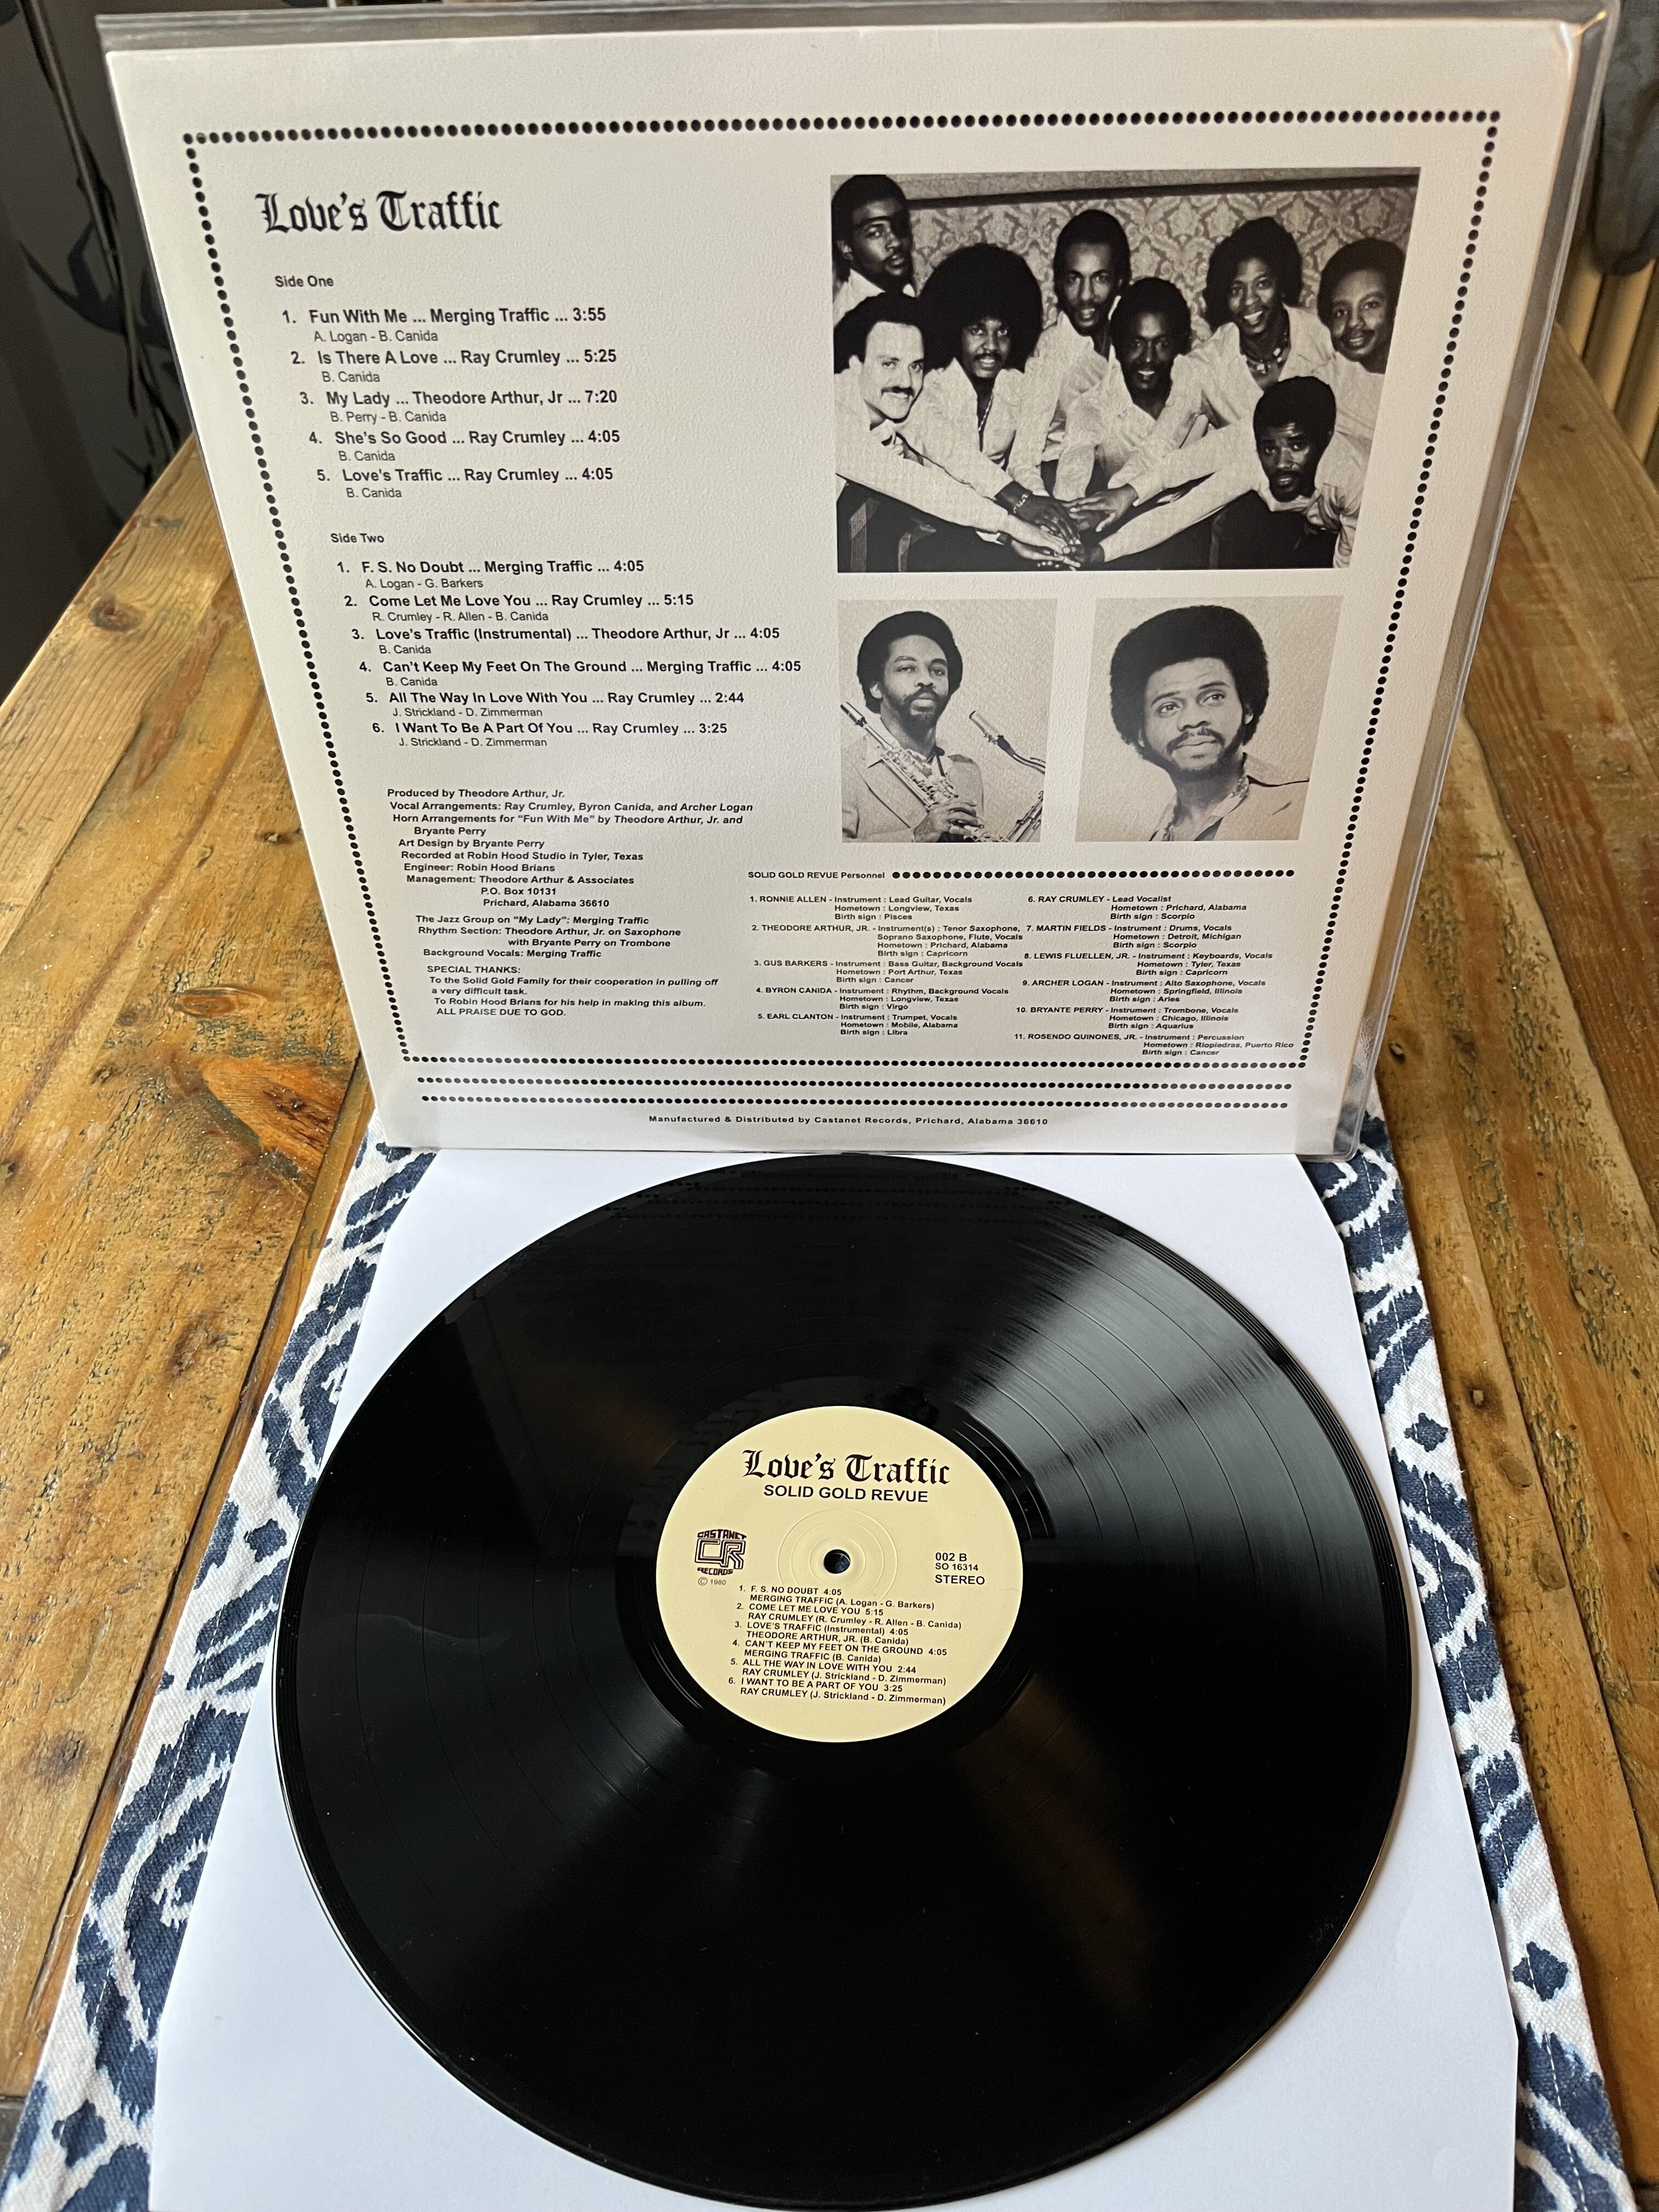 Love's Traffic
Side One
1. Fun With Me ... Merging Traffic ... 3:55
A. Logan - B. Canida
2. Is There A Love ... Ray Crumley ... 5:25
B. Canida
3. My Lady ... Theodore Arthur, Jr ... 7:20
B. Perry - B. Canida
4. She's So Good ... Ray Crumley ... 4:05
B. Canida
5. Love's Traffic ... Ray Crumley ... 4:05
B. Canida
Side Two
1. F. S. No Doubt ... Merging Traffic ... 4:05
A. Logan - G. Barkers
2. Come Let Me Love You ... Ray Crumley ... 5:15
R. Crumley - R. Allen - B. Canida
3. Love's Traffic (Instrumental) ... Theodore Arthur, Jr ... 4:05
B. Canida
4. Can't Keep My Feet On The Ground ... Merging Traffic ... 4:05
B. Canida
5. All The Way In Love With You ... Ray Crumley ... 2:44
J. Strickland - D. Zimmerman
6. I Want To Be A Part Of You ... Ray Crumley ... 3:25
J. Strickland - D. Zimmerman
Produced by Theodore Arthur, Jr.
Vocal Arrangements: Ray Crumley, Byron Canida, and Archer Logan
Horn Arrangements for "Fun With Me" by Theodore Arthur, Jr. and
Bryante Perry
Art Design by Bryante Perry
Recorded at Robin Hood Studio in Tyler, Texas
Engineer: Robin Hood Brians
Management: Theodore Arthur & Associates
P.O. Box 10131
Prichard, Alabama 36610
The Jazz Group on "My Lady": Merging Traffic
Rhythm Section: Theodore Arthur, Jr. on Saxophone
with Bryante Perry on Trombone
Background Vocals: Merging Traffic
SPECIAL THANKS:
To the Solid Gold Family for their cooperation in pulling off
a very difficult task.
To Robin Hood Brians for his help in making this album.
ALL PRAISE DUE TO GOD.
SOLID GOLD REVUE Personnel
1. RONNIE ALLEN - Instrument : Lead Guitar, Vocals
Hometown : Longview, Texas
Birth sign : Pisces
2. THEODORE ARTHUR, JR. - Instrument(s) : Tenor Saxophone,
Soprano Saxophone, Flute, Vocals
Hometown : Prichard, Alabama
Birth sign : Capricorn
3. GUS BARKERS - Instrument : Bass Guitar, Background Vocals
Hometown : Port Arthur, Texas
Birth sign : Cancer
4. BYRON CANIDA - Instrument : Rhythm, Background Vocals
Hometown : Longview, Texas
Birth sign : Virgo
5. EARL CLANTON - Instrument : Trumpet, Vocals
Hometown : Mobile, Alabama
Birth sign : Libra
6. RAY CRUMLEY - Lead Vocalist
Hometown : Prichard, Alabama
Birth sign : Scorpio
7. MARTIN FIELDS - Instrument : Drums, Vocals
Hometown : Detroit, Michigan
Birth sign : Scorpio
8. LEWIS FLUELLEN, JR. - Instrument : Keyboards, Vocals
Hometown : Tyler, Texas
Birth sign : Capricorn
9. ARCHER LOGAN - Instrument : Alto Saxophone, Vocals
Hometown : Springfield, Illinois
Birth sign : Aries
10. BRYANTE PERRY - Instrument : Trombone, Vocals
Hometown : Chicago, Illinois
Birth sign : Aquarius
11. ROSENDO QUINONES, JR. - Instrument : Percussion
Hometown : Riopiedras, Puerto Rico
Birth sign : Cancer
Manufactured & Distributed by Castanet Records, Prichard, Alabama 36610
Love's Traffic
SOLID GOLD REVUE
CASTANET
CR
RECORDS
© 1980
002 B
SO 16314
STEREO
1. F. S. NO DOUBT 4:05
MERGING TRAFFIC (A. Logan - G. Barkers)
2. COME LET ME LOVE YOU 5:15
RAY CRUMLEY (R. Crumley - R. Allen - B. Canida)
3. LOVE'S TRAFFIC (Instrumental) 4:05
THEODORE ARTHUR, JR. (B. Canida)
4. CAN'T KEEP MY FEET ON THE GROUND 4:05
MERGING TRAFFIC (B. Canida)
5. ALL THE WAY IN LOVE WITH YOU 2:44
RAY CRUMLEY (J. Strickland - D. Zimmerman)
6. I WANT TO BE A PART OF YOU 3:25
RAY CRUMLEY (J. Strickland - D. Zimmerman)